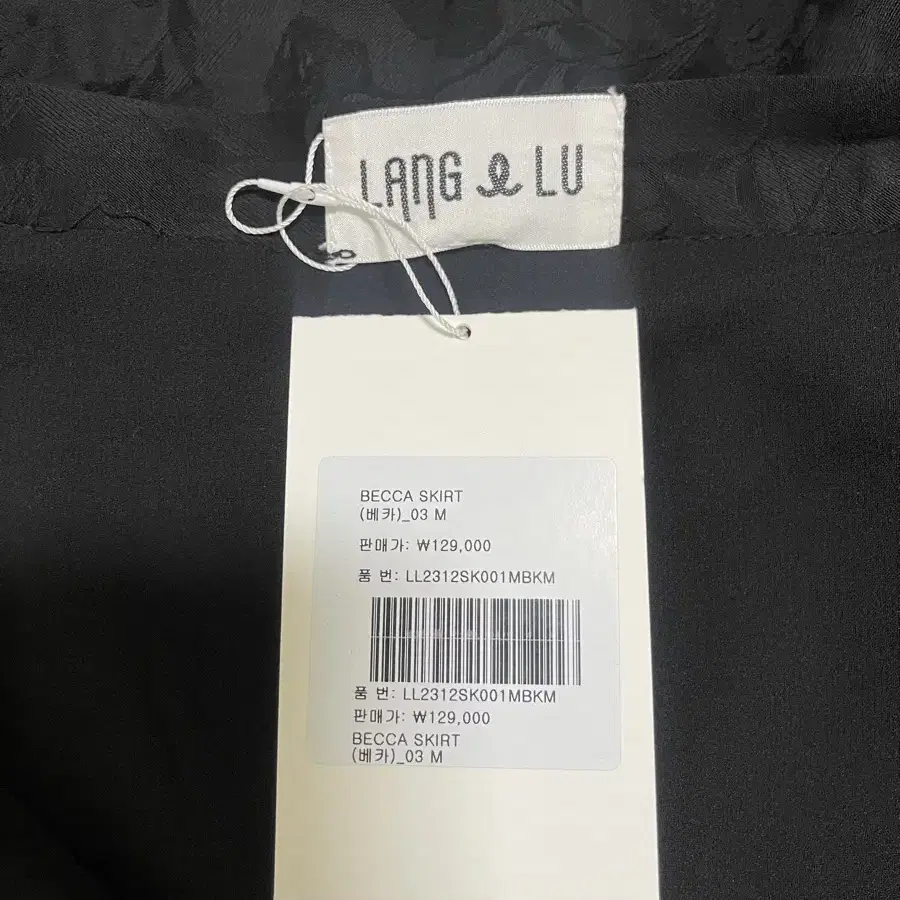 LANG & LU
BECCA SKIRT
(베카)_03 M
판매가: ₩129,000
품 번: LL2312SK001MBKM
품 번: LL2312SK001MBKM
판매가: ₩129,000
BECCA SKIRT
(베카)_03 M